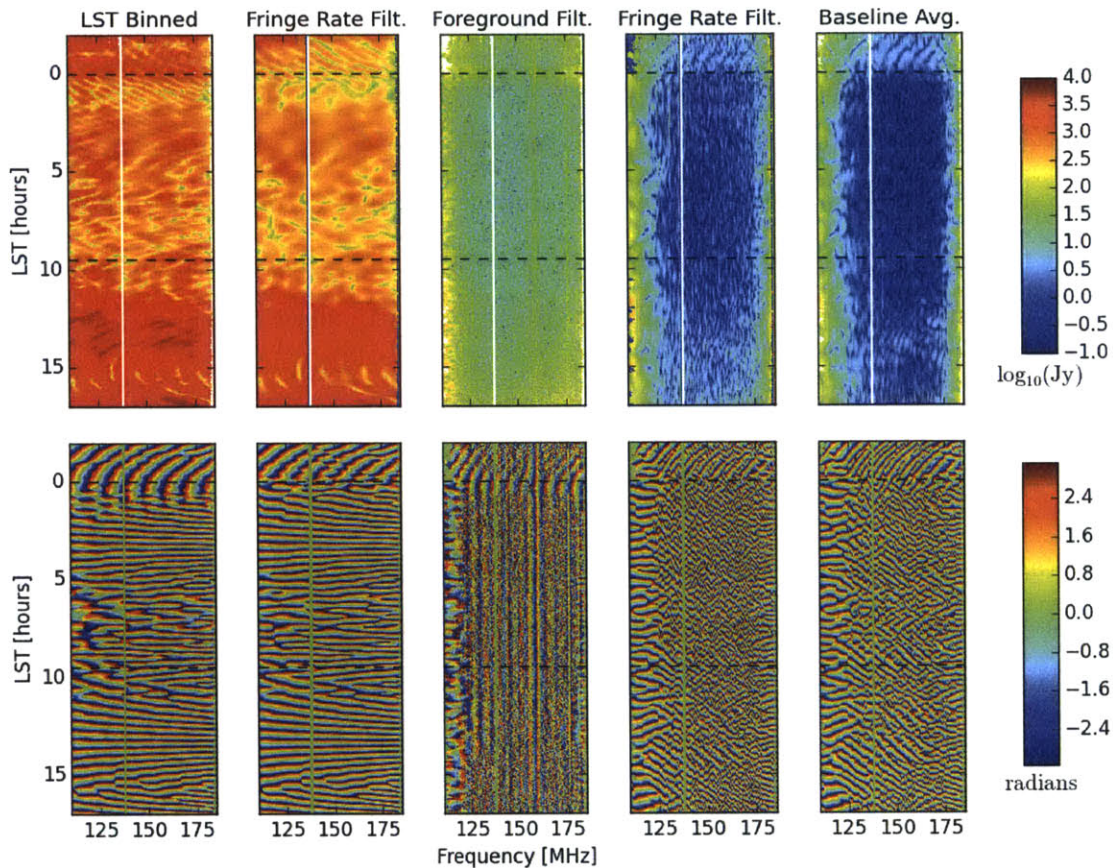 LST Binned
Fringe Rate Filt.
Foreground Filt.
Fringe Rate Filt.
Baseline Avg.
LST [hours]
0
5
10
15
4.0
3.5
3.0
2.5
2.0
1.5
1.0
0.5
0.0
−0.5
−1.0
log10(Jy)
LST [hours]
0
5
10
15
2.4
1.6
0.8
0.0
−0.8
−1.6
−2.4
radians
125 150 175
125 150 175
125 150 175
125 150 175
125 150 175
Frequency [MHz]